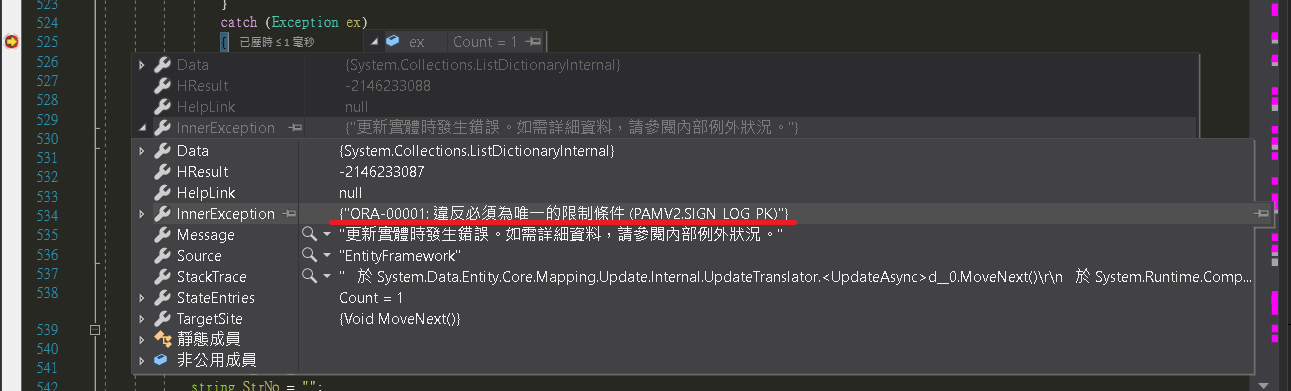 523 }
524 catch (Exception ex)
525 { 已歷時 ≤ 1 毫秒 ex Count = 1
526 Data {System.Collections.ListDictionaryInternal}
527 HResult -2146233088
528 HelpLink null
529 InnerException {"更新實體時發生錯誤。如需詳細資料，請參閱內部例外狀況。"}
530
531 Data {System.Collections.ListDictionaryInternal}
532 HResult -2146233087
533 HelpLink null
534 InnerException {"ORA-00001: 違反必須為唯一的限制條件 (PAMV2.SIGN_LOG_PK)"}
535 Message "更新實體時發生錯誤。如需詳細資料，請參閱內部例外狀況。"
536 Source "EntityFramework"
537 StackTrace " 於 System.Data.Entity.Core.Mapping.Update.Internal.UpdateTranslator.<UpdateAsync>d__0.MoveNext()\r\n 於 System.Runtime.Comp...
538 StateEntries Count = 1
539 TargetSite {Void MoveNext()}
540 靜態成員
541 非公用成員
542 string StrNo = "";